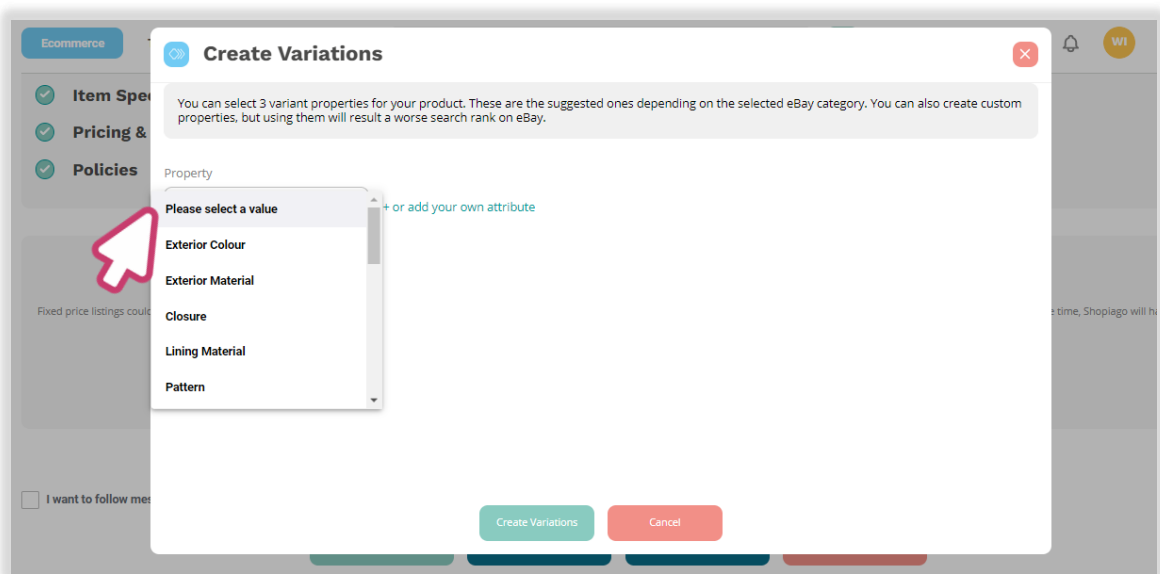 Ecommerce
Create Variations
WI
Item Spe
You can select 3 variant properties for your product. These are the suggested ones depending on the selected eBay category. You can also create custom
properties, but using them will result a worse search rank on eBay.
Pricing &
Policies
Property
Please select a value
+ or add your own attribute
Exterior Colour
Exterior Material
Closure
Fixed price listings could
e time, Shopiago will ha
Lining Material
Pattern
I want to follow mes
Create Variations
Cancel